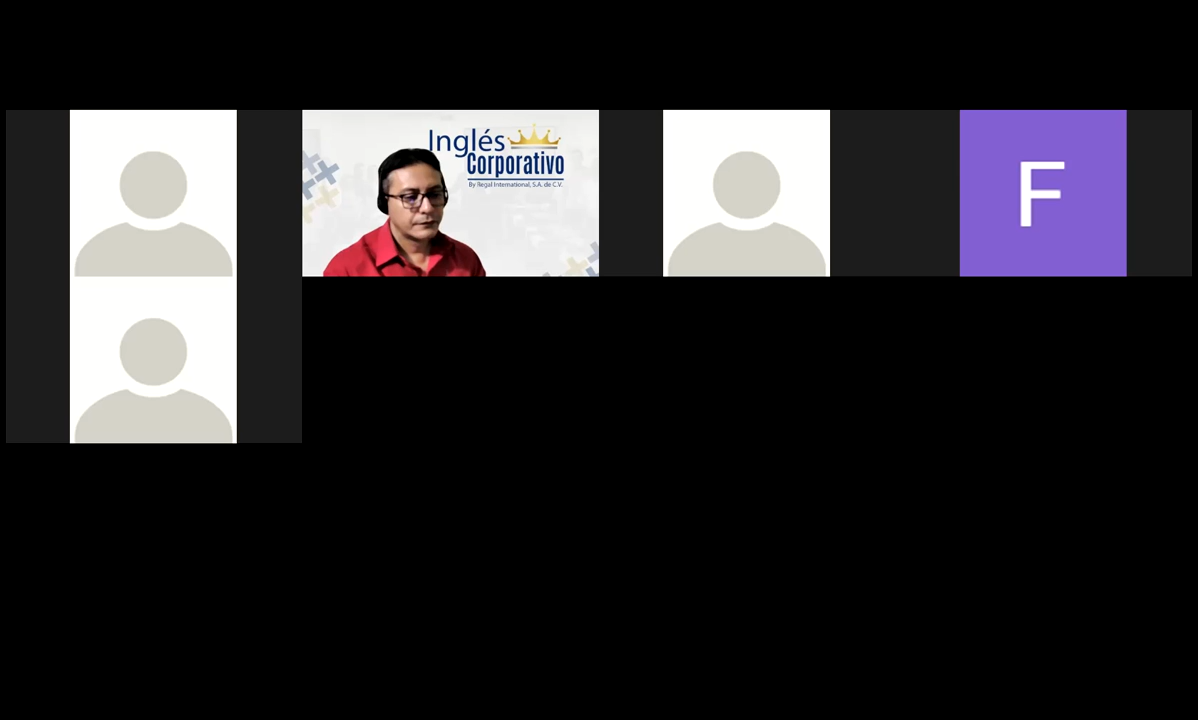 Inglés
Corporativo
By Regal International, S.A. de C.V.
F